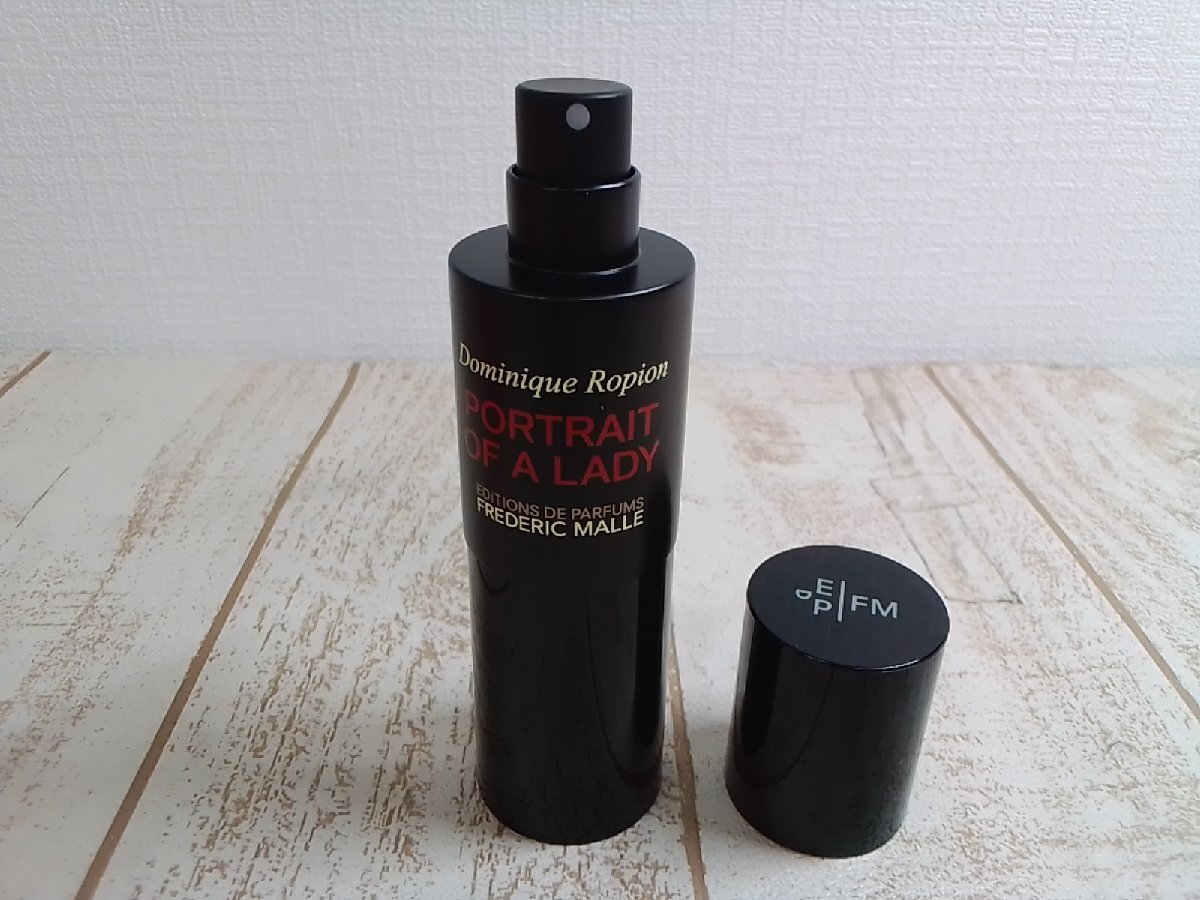 Dominique Ropion
PORTRAIT
OF A LADY
EDITIONS DE PARFUMS
FREDERIC MALLE
E
D
P
FM